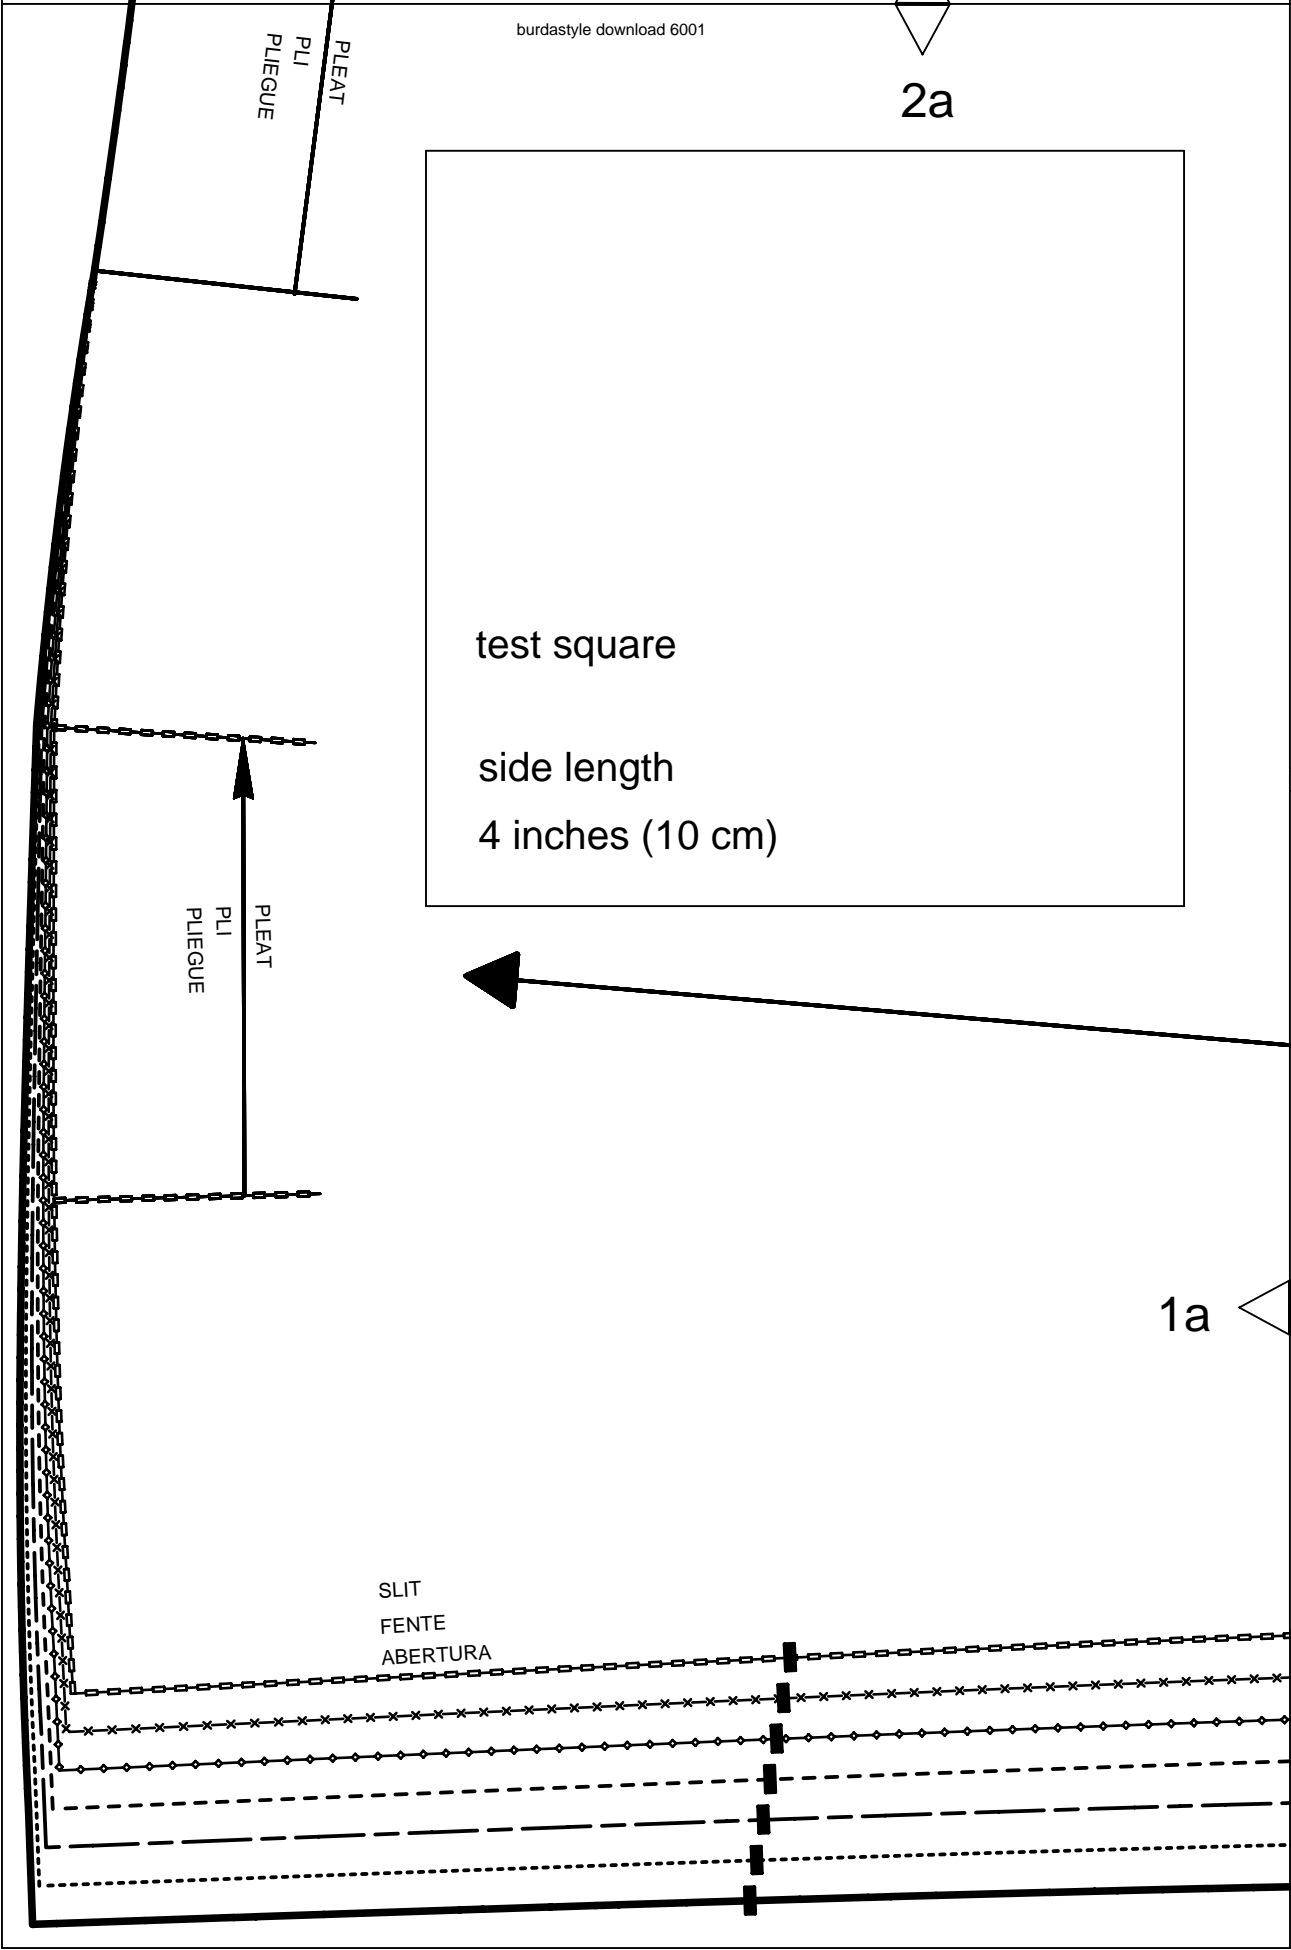 burdastyle download 6001
2a
PLEAT
PLI
PLIEGUE
test square
side length
4 inches (10 cm)
PLEAT
PLI
PLIEGUE
1a
SLIT
FENTE
ABERTURA